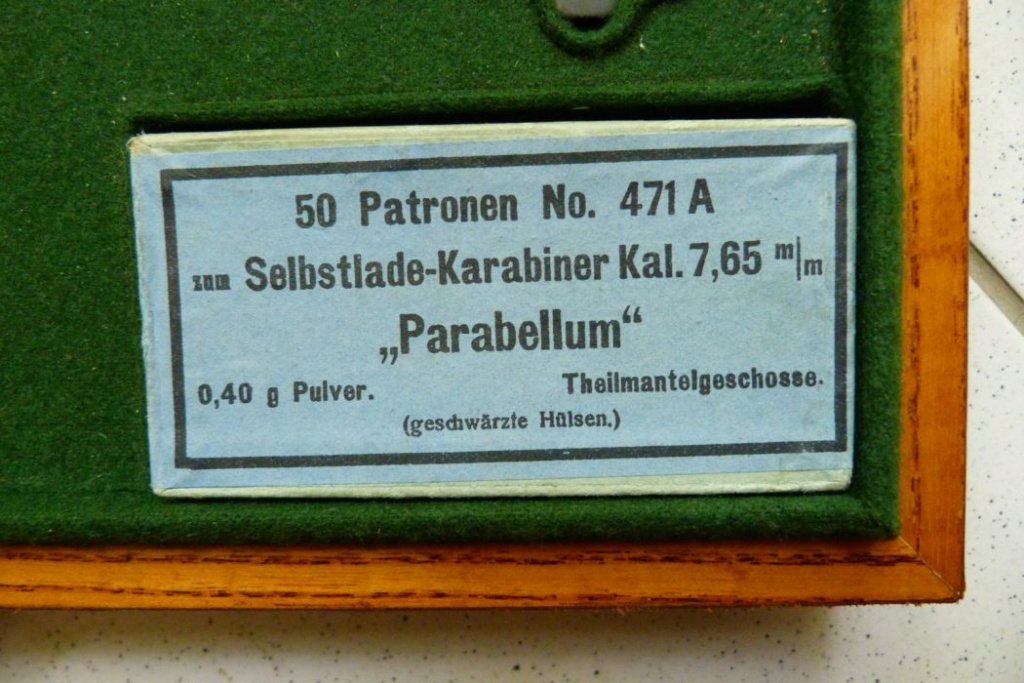 50 Patronen No. 471 A
zum Selbstlade-Karabiner Kal. 7,65 m/m
„Parabellum“
0,40 g Pulver. Theilmantelgeschosse.
(geschwärzte Hülsen.)